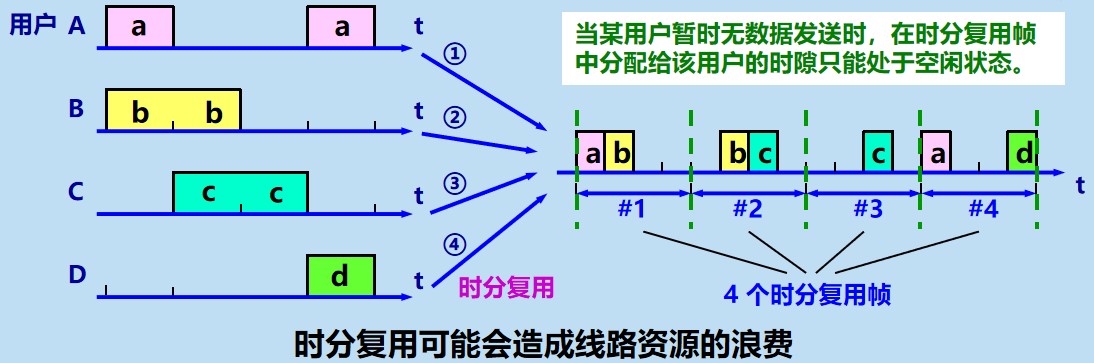 用户 A a a t
①
当某用户暂时无数据发送时，在时分复用帧
中分配给该用户的时隙只能处于空闲状态。
B b b t
②
C c c t
③
a b b c c a d t
#1 #2 #3 #4
④
D d t
时分复用
4 个时分复用帧
时分复用可能会造成线路资源的浪费